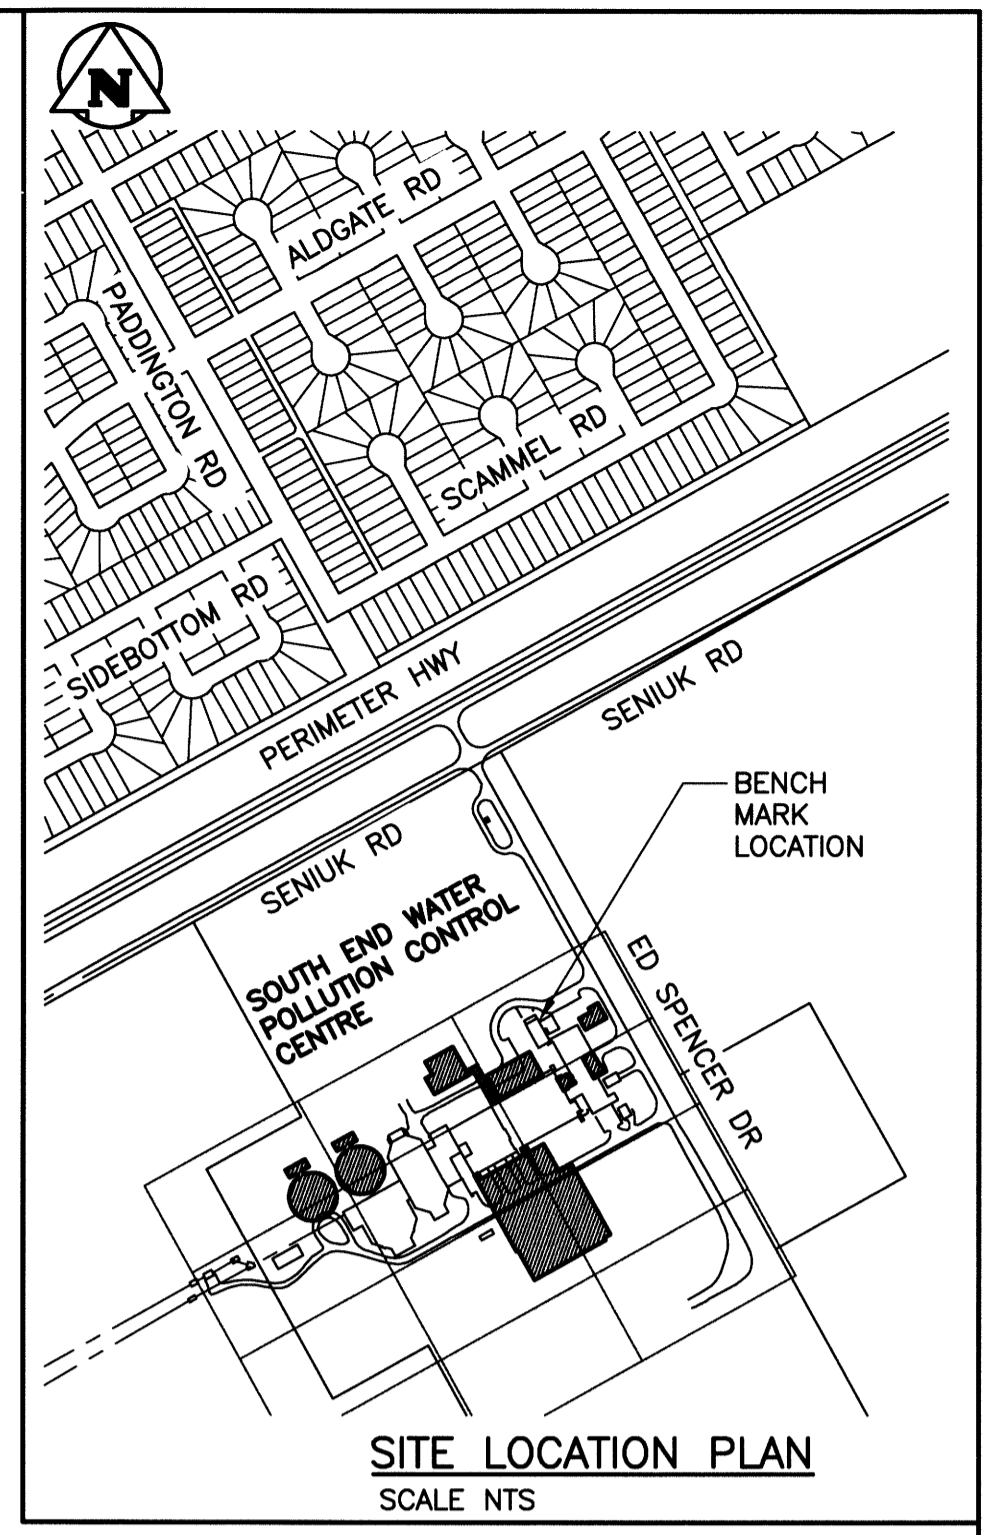 N
ALDGATE RD
PADDINGTON RD
SCAMMEL RD
SIDEBOTTOM RD
PERIMETER HWY
SENIUK RD
BENCH
MARK
LOCATION
SENIUK RD
SOUTH END WATER
POLLUTION CONTROL
CENTRE
ED SPENCER DR
SITE LOCATION PLAN
SCALE NTS